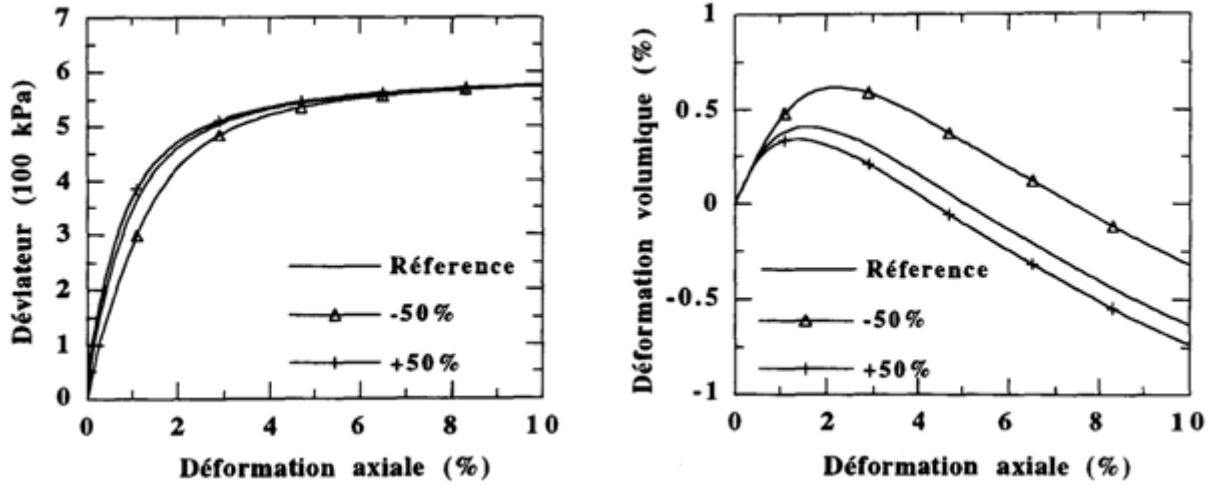 7
6
5
4
3
2
1
0
Déviateur (100 kPa)
Réference
-50%
+50%
0 2 4 6 8 10
Déformation axiale (%)
1
0.5
0
-0.5
-1
Déformation volumique (%)
Réference
-50%
+50%
0 2 4 6 8 10
Déformation axiale (%)